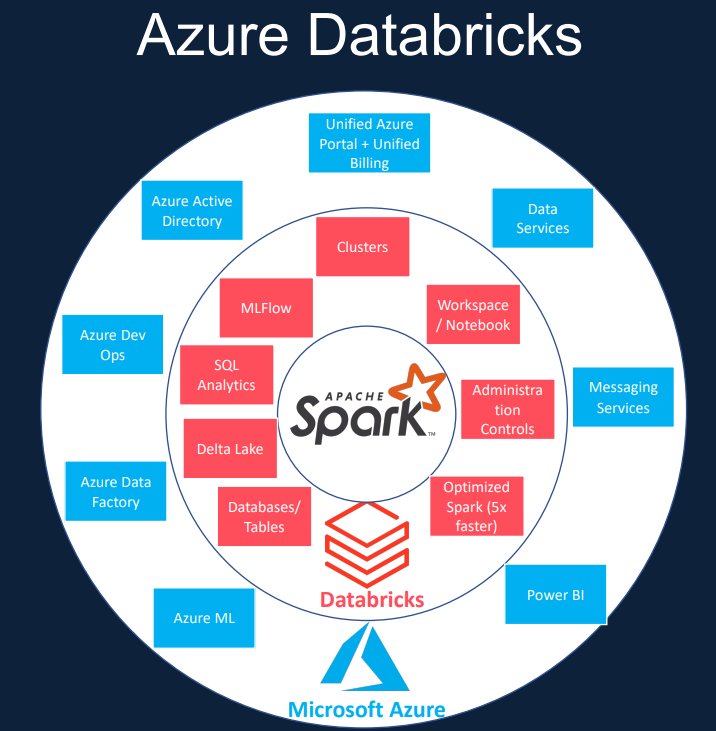 Azure Databricks
Unified Azure
Portal + Unified
Billing
Azure Active
Directory
Data
Services
Clusters
MLFlow
Workspace
/ Notebook
Azure Dev
Ops
SQL
Analytics
APACHE
Spark™
Administra
tion
Controls
Messaging
Services
Delta Lake
Azure Data
Factory
Databases/
Tables
Optimized
Spark (5x
faster)
Databricks
Azure ML
Power BI
Microsoft Azure